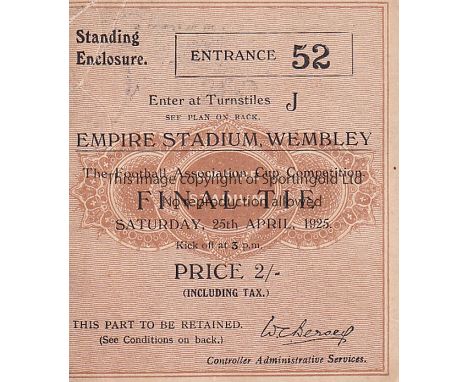 Standing
Enclosure.
ENTRANCE 52
Enter at Turnstiles J
SEE PLAN ON BACK.
EMPIRE STADIUM, WEMBLEY
The Football Association Cup Competition
This image copyright of Sportingold Ltd
FINAL TIE
No reproduction allowed
SATURDAY, 25th APRIL, 1925.
Kick off at 3 p.m.
PRICE 2/-
(INCLUDING TAX.)
THIS PART TO BE RETAINED.
(See Conditions on back.)
Controller Administrative Services.